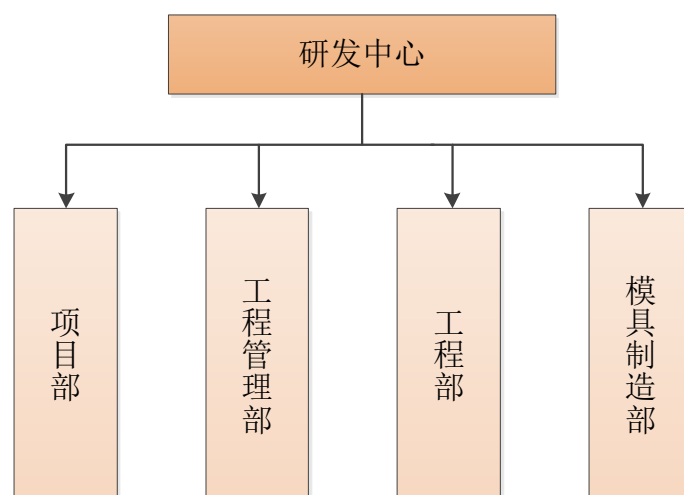 研发中心
项目部
工程管理部
工程部
模具制造部